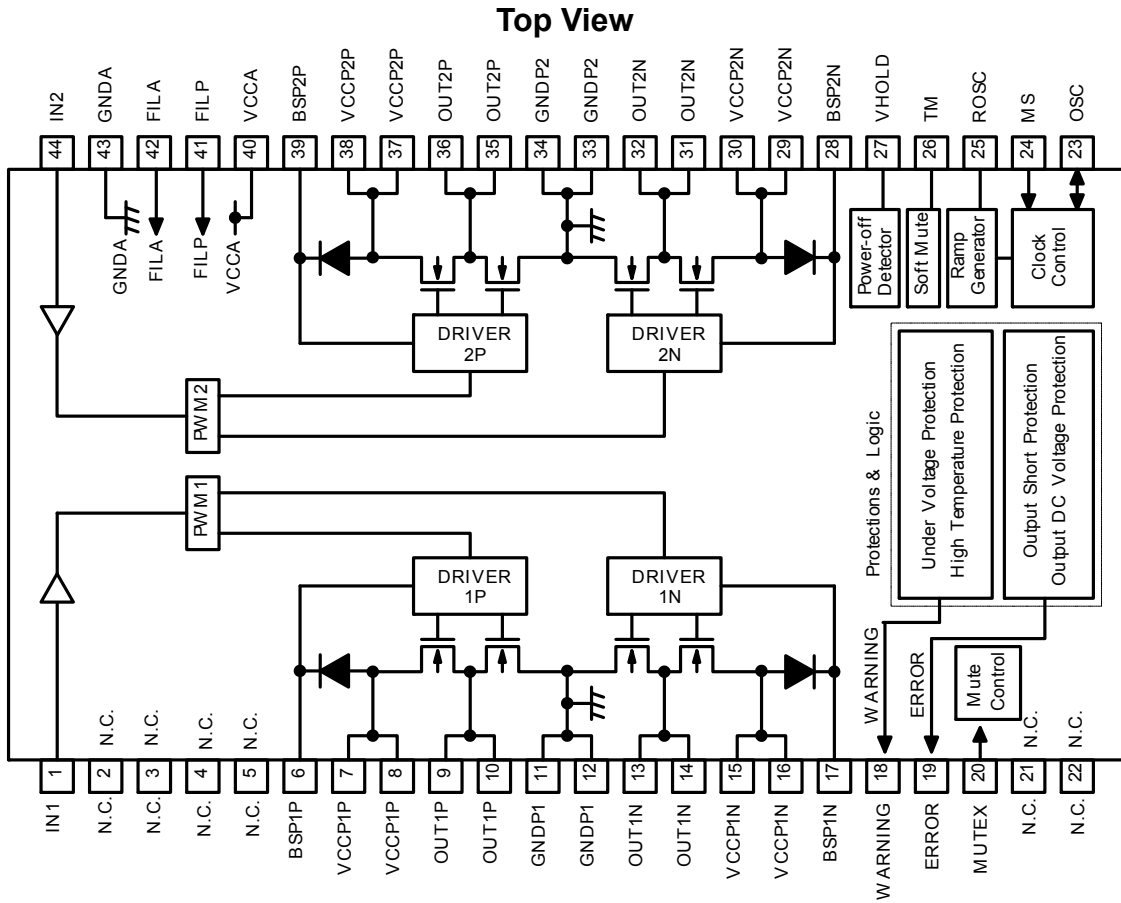 Top View
IN2
GNDA
FILA
FILP
VCCA
BSP2P
VCCP2P
VCCP2P
OUT2P
OUT2P
GNDP2
GNDP2
OUT2N
OUT2N
VCCP2N
VCCP2N
BSP2N
VHOLD
TM
ROSC
MS
OSC
44
43
42
41
40
39
38
37
36
35
34
33
32
31
30
29
28
27
26
25
24
23
GNDA
FILA
FILP
VCCA
Power-off
Detector
Soft Mute
Ramp
Generator
Clock
Control
DRIVER
2P
DRIVER
2N
PWM2
PWM1
DRIVER
1P
DRIVER
1N
Protections & Logic
Under Voltage Protection
High Temperature Protection
Output Short Protection
Output DC Voltage Protection
WARNING
ERROR
Mute
Control
N.C.
N.C.
N.C.
N.C.
N.C.
N.C.
1
2
3
4
5
6
7
8
9
10
11
12
13
14
15
16
17
18
19
20
21
22
IN1
N.C.
N.C.
N.C.
N.C.
BSP1P
VCCP1P
VCCP1P
OUT1P
OUT1P
GNDP1
GNDP1
OUT1N
OUT1N
VCCP1N
VCCP1N
BSP1N
WARNING
ERROR
MUTEX
N.C.
N.C.